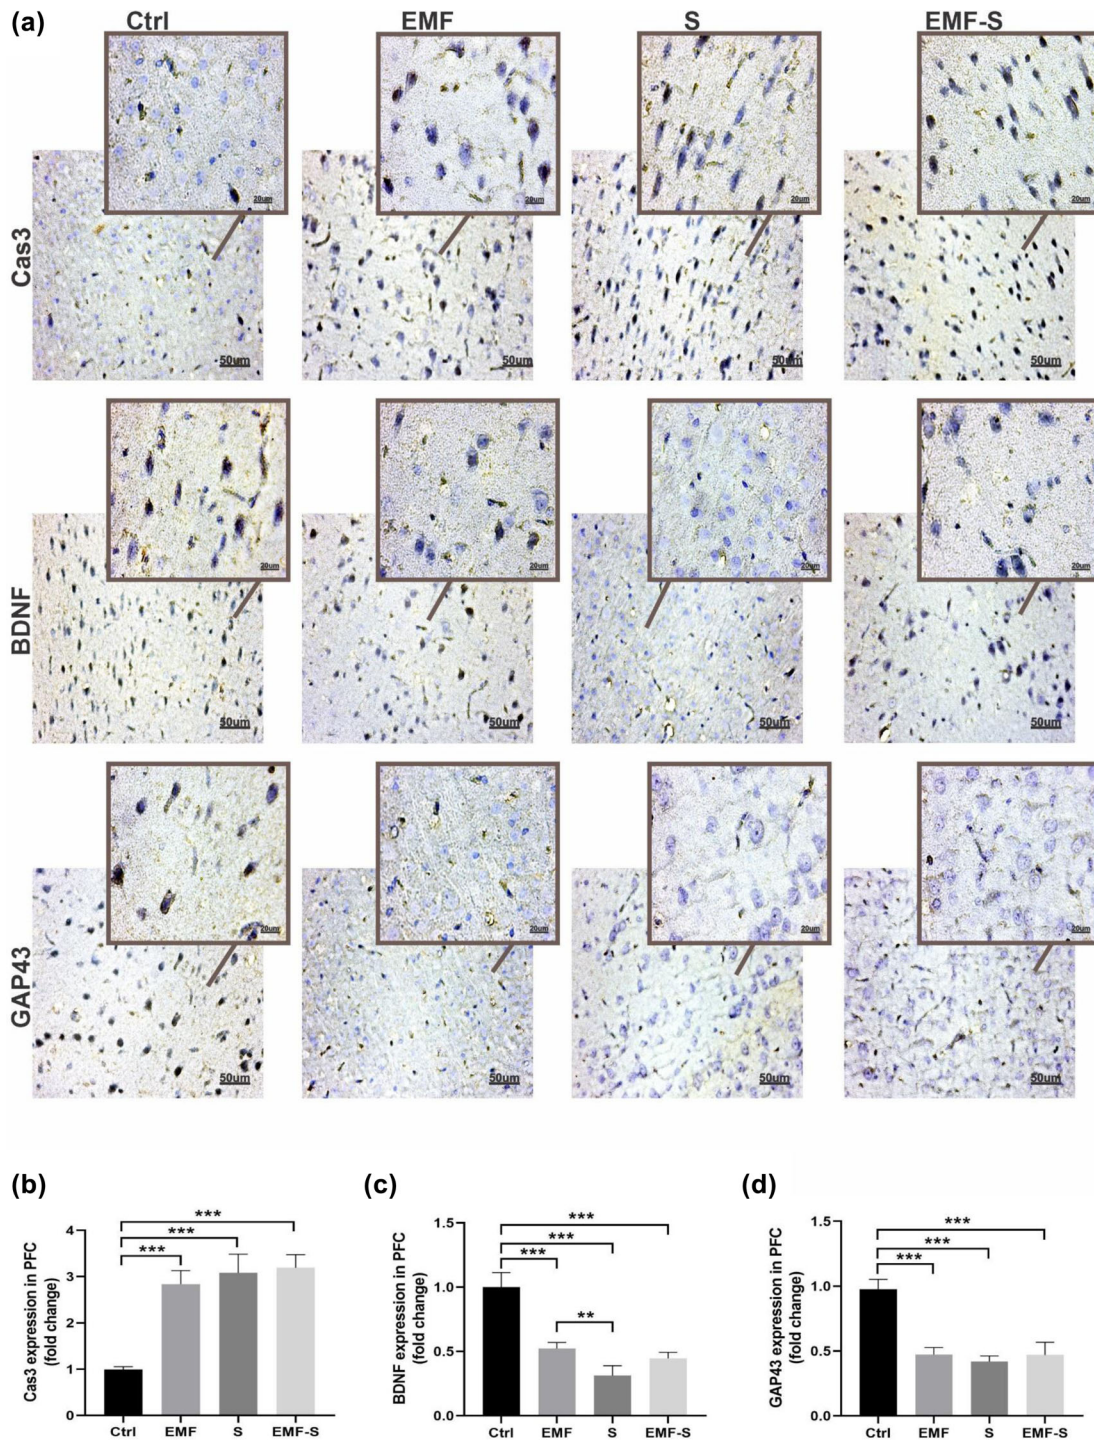 (a)
Ctrl EMF S EMF-S
Cas3
20um 20um 20um 20um
50um 50um 50um 50um
BDNF
20um 20um 20um 20um
50um 50um 50um 50um
GAP43
20um 20um 20um 20um
50um 50um 50um 50um
(b)
Cas3 expression in PFC
(fold change)
4
3
2
1
0
***
***
***
Ctrl EMF S EMF-S
(c)
BDNF expression in PFC
(fold change)
1.5
1.0
0.5
0.0
***
***
***
**
Ctrl EMF S EMF-S
(d)
GAP43 expression in PFC
(fold change)
1.5
1.0
0.5
0.0
***
***
***
Ctrl EMF S EMF-S